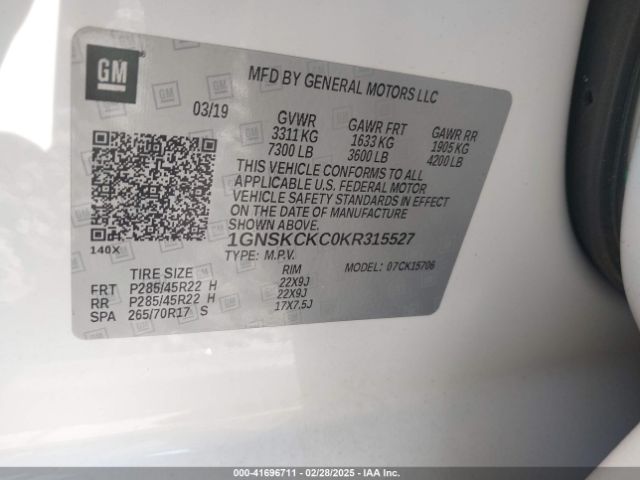 GM
MFD BY GENERAL MOTORS LLC
03/19
GVWR GAWR FRT GAWR RR
3311 KG 1633 KG 1905 KG
7300 LB 3600 LB 4200 LB
THIS VEHICLE CONFORMS TO ALL
APPLICABLE U.S. FEDERAL MOTOR
VEHICLE SAFETY STANDARDS IN EFFECT
ON THE DATE OF MANUFACTURE
SHOWN ABOVE.
1GNSKCKC0KR315527
140X
TYPE: M.P.V. MODEL: 07CK15706
TIRE SIZE RIM
FRT P285/45R22 H 22X9J
RR P285/45R22 H 22X9J
SPA 265/70R17 S 17X7.5J
000-41696711 - 02/28/2025 - IAA Inc.